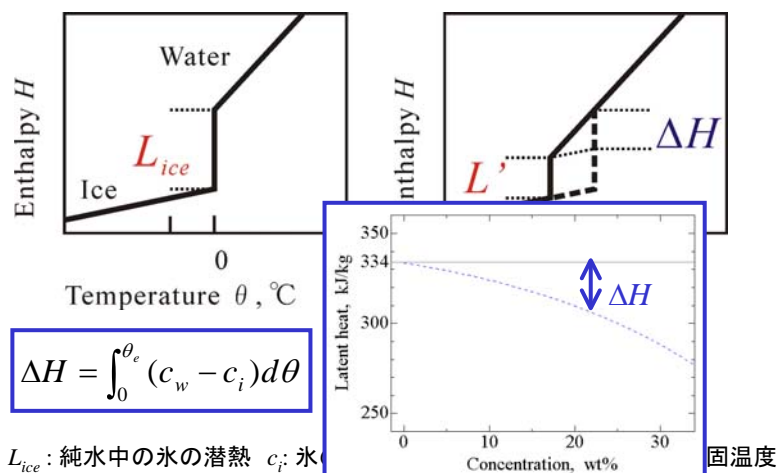 Enthalpy H
Water
L_ice
Ice
0
Temperature θ , ℃
nthalpy H
ΔH
L'
ΔH = ∫_0^{θ_e} (c_w − c_i)dθ
Latent heat, kJ/kg
350
334
300
250
ΔH
0 10 20 30
Concentration, wt%
L_ice : 純水中の氷の潜熱 c_i: 氷 固温度